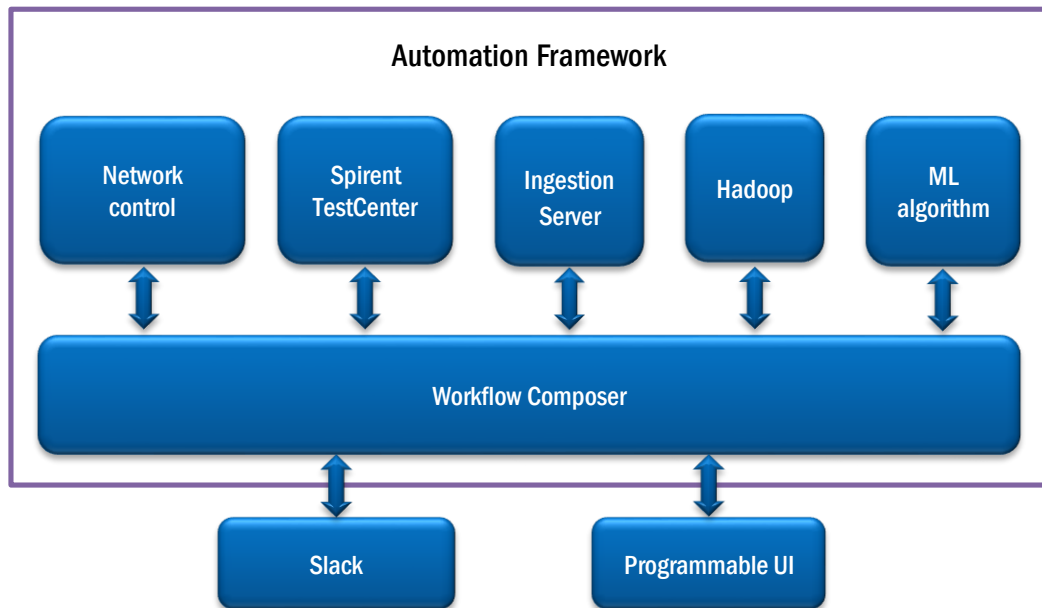 Automation Framework
Network
control
Spirent
TestCenter
Ingestion
Server
Hadoop
ML
algorithm
Workflow Composer
Slack
Programmable UI